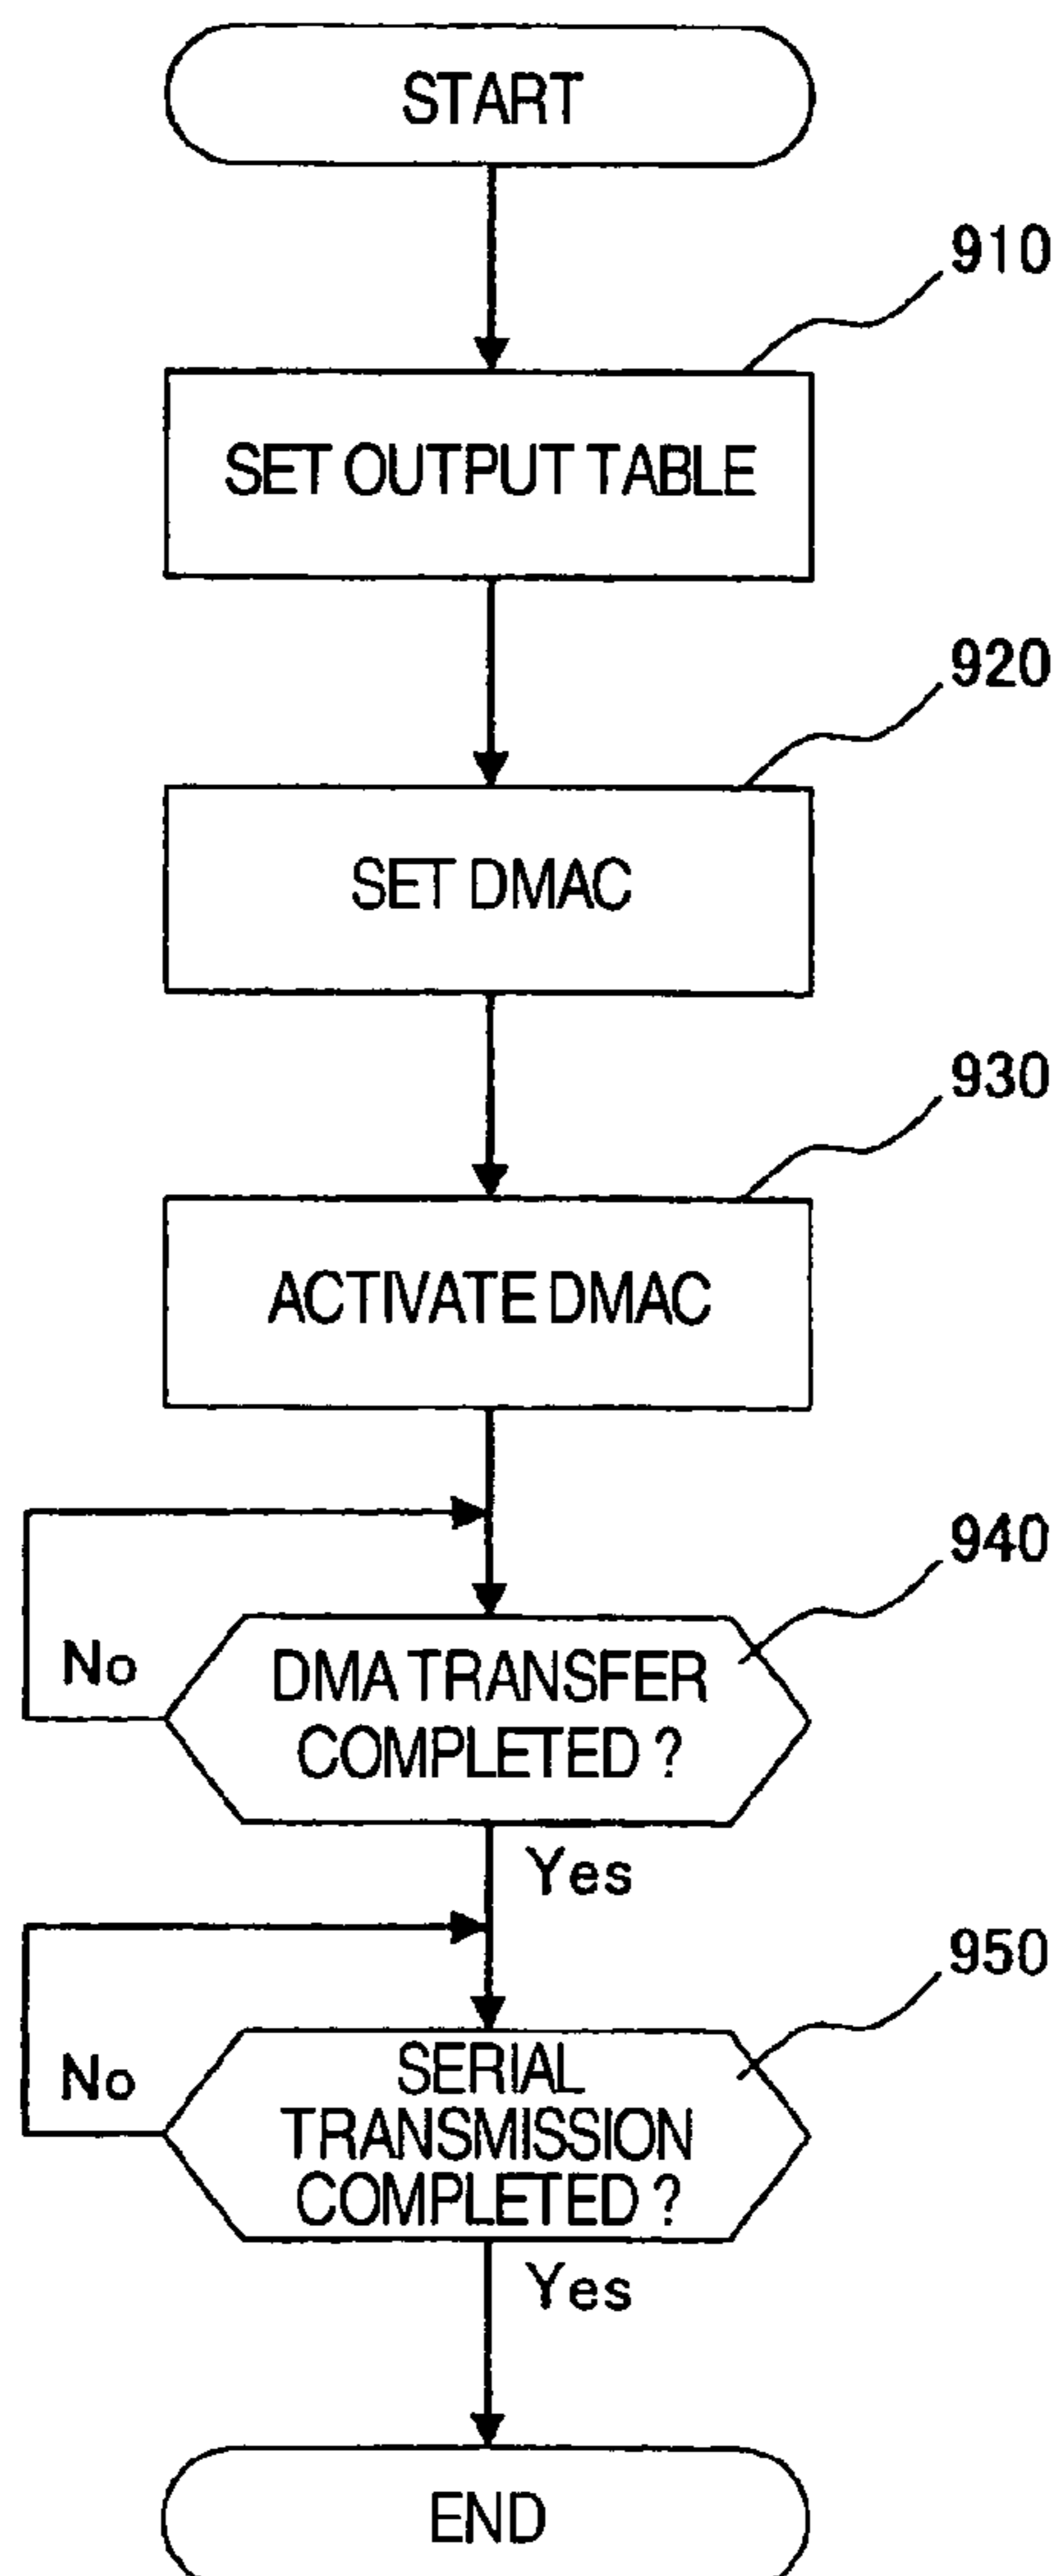 START
910
SET OUTPUT TABLE
920
SET DMAC
930
ACTIVATE DMAC
940
No
DMA TRANSFER
COMPLETED ?
Yes
950
No
SERIAL
TRANSMISSION
COMPLETED ?
Yes
END